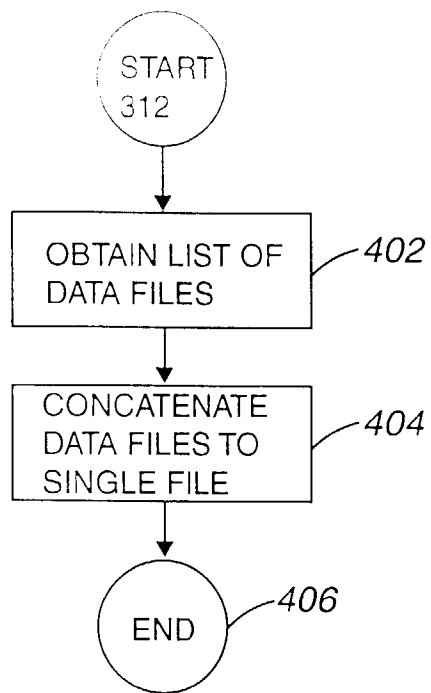 START
312
OBTAIN LIST OF
DATA FILES
402
CONCATENATE
DATA FILES TO
SINGLE FILE
404
END
406